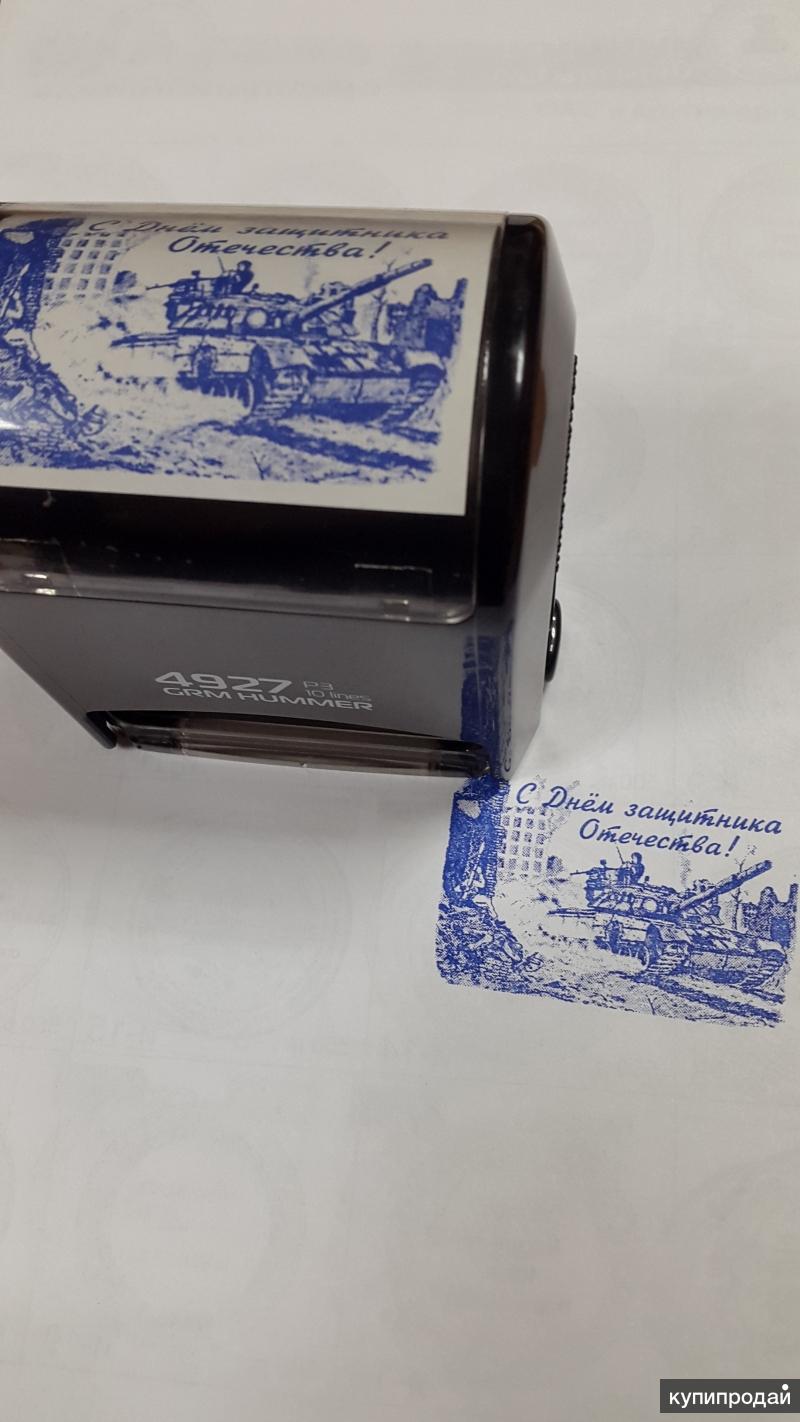 С Днём защитника
Отечества!
4927 P3
10 lines
GRM HUMMER
С Днём защитника
Отечества!
купипродай